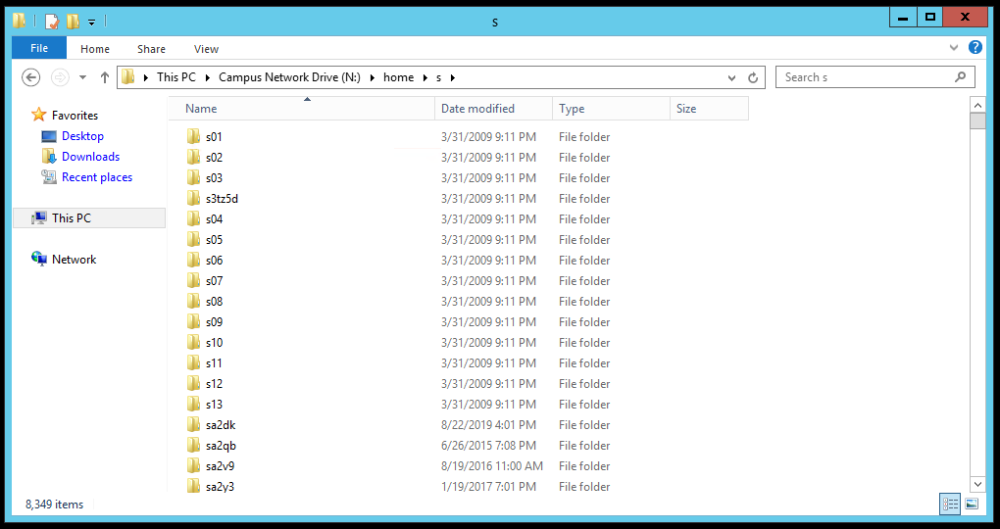 s
File Home Share View
This PC Campus Network Drive (N:) home s Search s
Name Date modified Type Size
Favorites
Desktop
Downloads
Recent places
This PC
Network
s01 3/31/2009 9:11 PM File folder
s02 3/31/2009 9:11 PM File folder
s03 3/31/2009 9:11 PM File folder
s3tz5d 3/31/2009 9:11 PM File folder
s04 3/31/2009 9:11 PM File folder
s05 3/31/2009 9:11 PM File folder
s06 3/31/2009 9:11 PM File folder
s07 3/31/2009 9:11 PM File folder
s08 3/31/2009 9:11 PM File folder
s09 3/31/2009 9:11 PM File folder
s10 3/31/2009 9:11 PM File folder
s11 3/31/2009 9:11 PM File folder
s12 3/31/2009 9:11 PM File folder
s13 3/31/2009 9:11 PM File folder
sa2dk 8/22/2019 4:01 PM File folder
sa2qb 6/26/2015 7:08 PM File folder
sa2v9 8/19/2016 11:00 AM File folder
sa2y3 1/19/2017 7:01 PM File folder
8,349 items